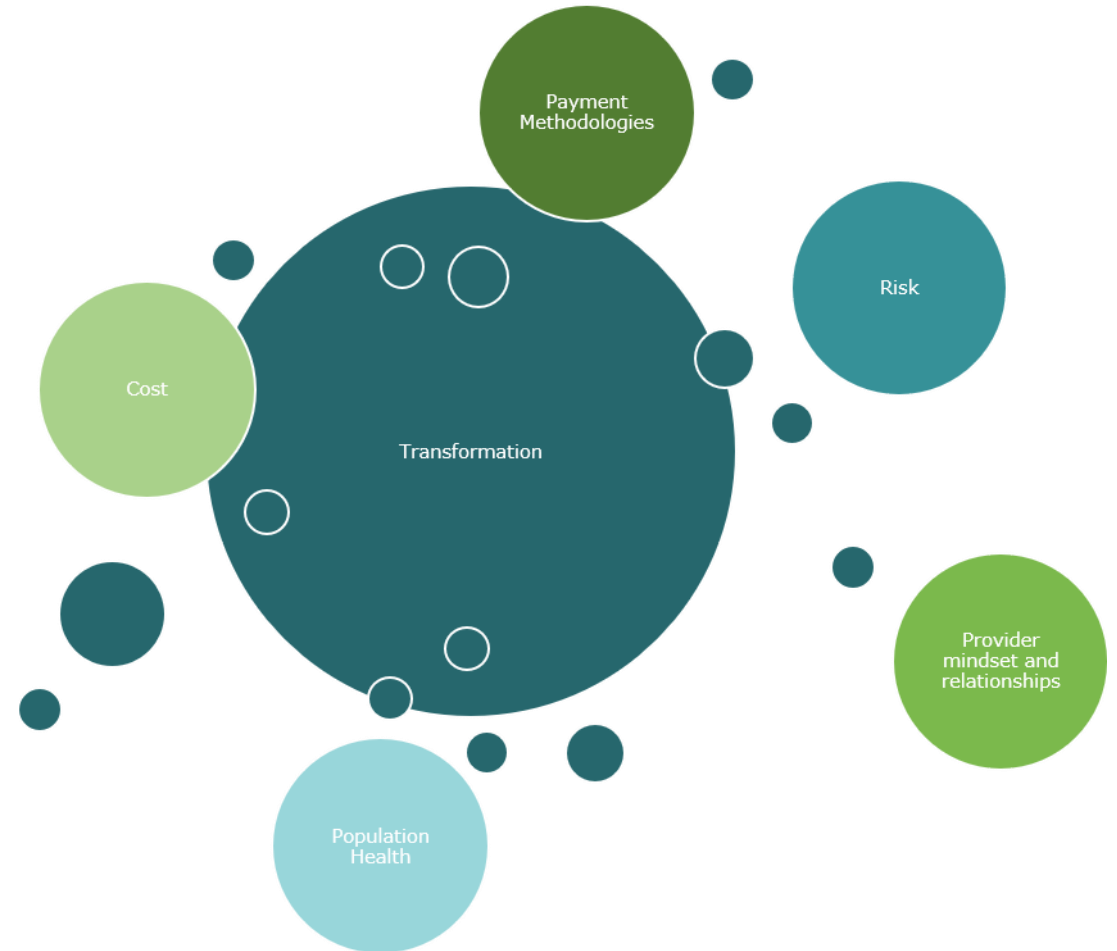 Payment
Methodologies
Risk
Cost
Transformation
Provider
mindset and
relationships
Population
Health